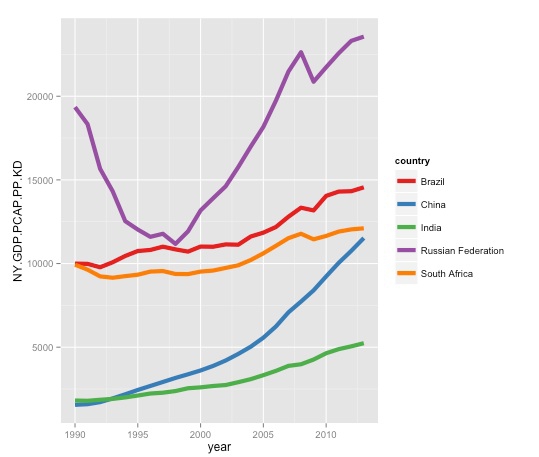 NY.GDP.PCAP.PP.KD
20000
15000
10000
5000
1990
1995
2000
2005
2010
year
country
Brazil
China
India
Russian Federation
South Africa